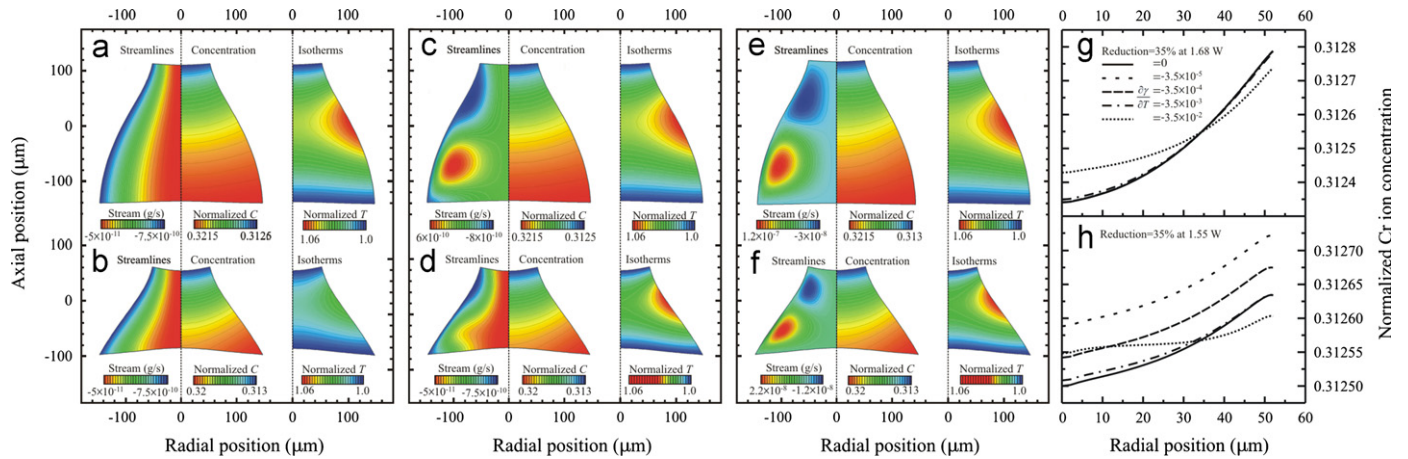 -100 0 100 0 100
-100 0 100 0 100
-100 0 100 0 100
0 10 20 30 40 50 60
a
Streamlines Concentration Isotherms
Stream (g/s) Normalized C Normalized T
-5×10⁻¹¹ -7.5×10⁻¹⁰ 0.3215 0.3126 1.06 1.0
b
Streamlines Concentration Isotherms
Stream (g/s) Normalized C Normalized T
-5×10⁻¹¹ -7.5×10⁻¹⁰ 0.32 0.313 1.06 1.0
c
Streamlines Concentration Isotherms
Stream (g/s) Normalized C Normalized T
6×10⁻¹⁰ -8×10⁻¹⁰ 0.3215 0.3125 1.06 1.0
d
Streamlines Concentration Isotherms
Stream (g/s) Normalized C Normalized T
-5×10⁻¹¹ -7.5×10⁻¹⁰ 0.32 0.313 1.06 1.0
e
Streamlines Concentration Isotherms
Stream (g/s) Normalized C Normalized T
1.2×10⁻⁷ -3×10⁻⁸ 0.3215 0.313 1.06 1.0
f
Streamlines Concentration Isotherms
Stream (g/s) Normalized C Normalized T
2.2×10⁻⁸ -1.2×10⁻⁸ 0.32 0.313 1.06 1.0
Axial position (μm)
100
0
-100
100
0
-100
-100 0 100 0 100
-100 0 100 0 100
-100 0 100 0 100
Radial position (μm)
Radial position (μm)
Radial position (μm)
g
Reduction=35% at 1.68 W
=0
=-3.5×10⁻⁵
∂γ/∂T
=-3.5×10⁻⁴
=-3.5×10⁻³
=-3.5×10⁻²
0.3128
0.3127
0.3126
0.3125
0.3124
h
Reduction=35% at 1.55 W
0.31270
0.31265
0.31260
0.31255
0.31250
Normalized Cr ion concentration
0 10 20 30 40 50 60
Radial position (μm)